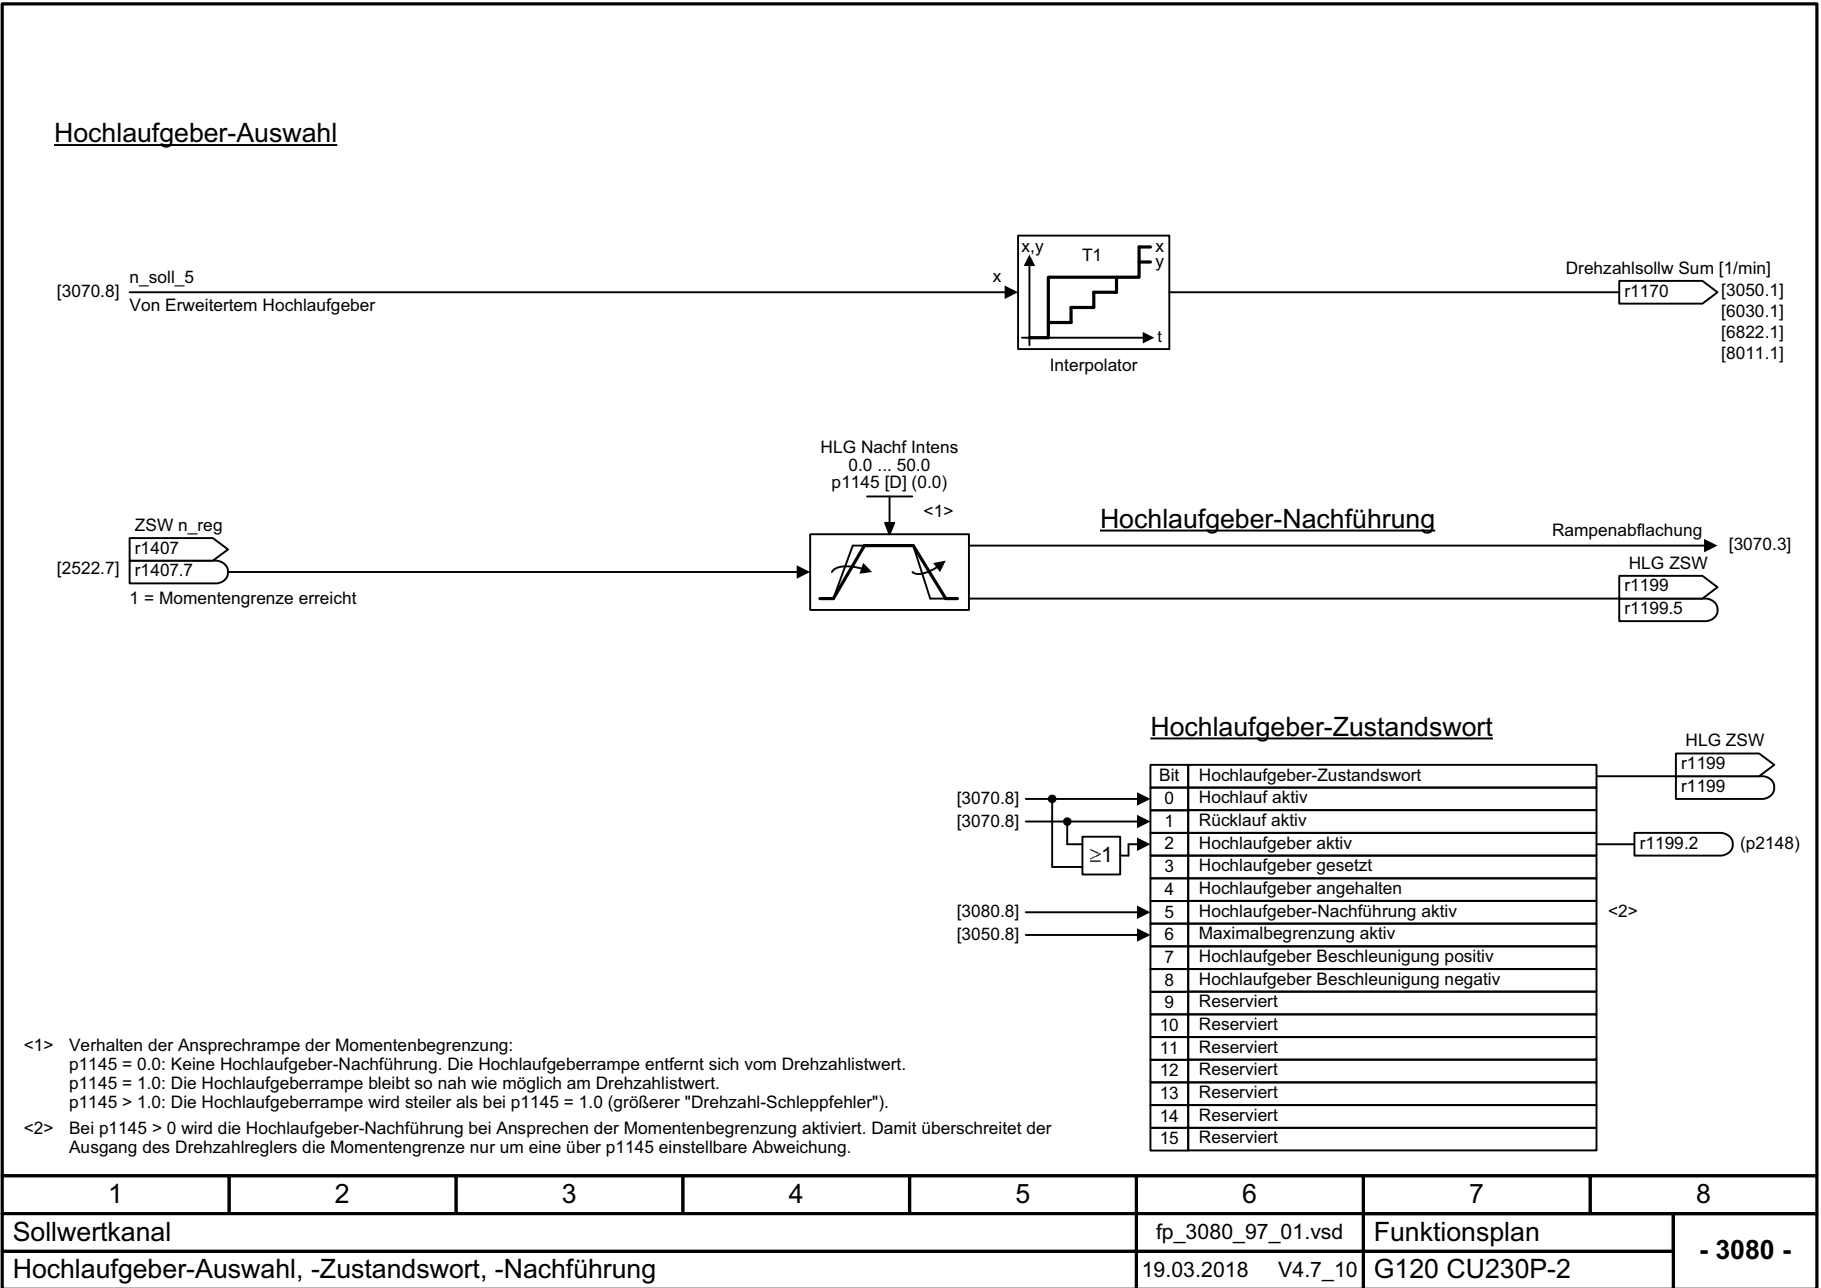 Hochlaufgeber-Auswahl
[3070.8]
n_soll_5
Von Erweitertem Hochlaufgeber
x
x,y
T1
x
y
t
Interpolator
Drehzahlsollw Sum [1/min]
r1170
[3050.1]
[6030.1]
[6822.1]
[8011.1]
HLG Nachf Intens
0.0 ... 50.0
p1145 [D] (0.0)
<1>
ZSW n_reg
r1407
[2522.7]
r1407.7
1 = Momentengrenze erreicht
Hochlaufgeber-Nachführung
Rampenabflachung
[3070.3]
HLG ZSW
r1199
r1199.5
Hochlaufgeber-Zustandswort
HLG ZSW
r1199
r1199
Bit Hochlaufgeber-Zustandswort
[3070.8] 0 Hochlauf aktiv
[3070.8] 1 Rücklauf aktiv
≥1
2 Hochlaufgeber aktiv r1199.2 (p2148)
3 Hochlaufgeber gesetzt
4 Hochlaufgeber angehalten
[3080.8] 5 Hochlaufgeber-Nachführung aktiv <2>
[3050.8] 6 Maximalbegrenzung aktiv
7 Hochlaufgeber Beschleunigung positiv
8 Hochlaufgeber Beschleunigung negativ
9 Reserviert
10 Reserviert
11 Reserviert
12 Reserviert
13 Reserviert
14 Reserviert
15 Reserviert
<1> Verhalten der Ansprechrampe der Momentenbegrenzung:
p1145 = 0.0: Keine Hochlaufgeber-Nachführung. Die Hochlaufgeberrampe entfernt sich vom Drehzahlistwert.
p1145 = 1.0: Die Hochlaufgeberrampe bleibt so nah wie möglich am Drehzahlistwert.
p1145 > 1.0: Die Hochlaufgeberrampe wird steiler als bei p1145 = 1.0 (größerer "Drehzahl-Schleppfehler").
<2> Bei p1145 > 0 wird die Hochlaufgeber-Nachführung bei Ansprechen der Momentenbegrenzung aktiviert. Damit überschreitet der
Ausgang des Drehzahlreglers die Momentengrenze nur um eine über p1145 einstellbare Abweichung.
1 2 3 4 5 6 7 8
Sollwertkanal
fp_3080_97_01.vsd
Funktionsplan
- 3080 -
Hochlaufgeber-Auswahl, -Zustandswort, -Nachführung
19.03.2018 V4.7_10
G120 CU230P-2